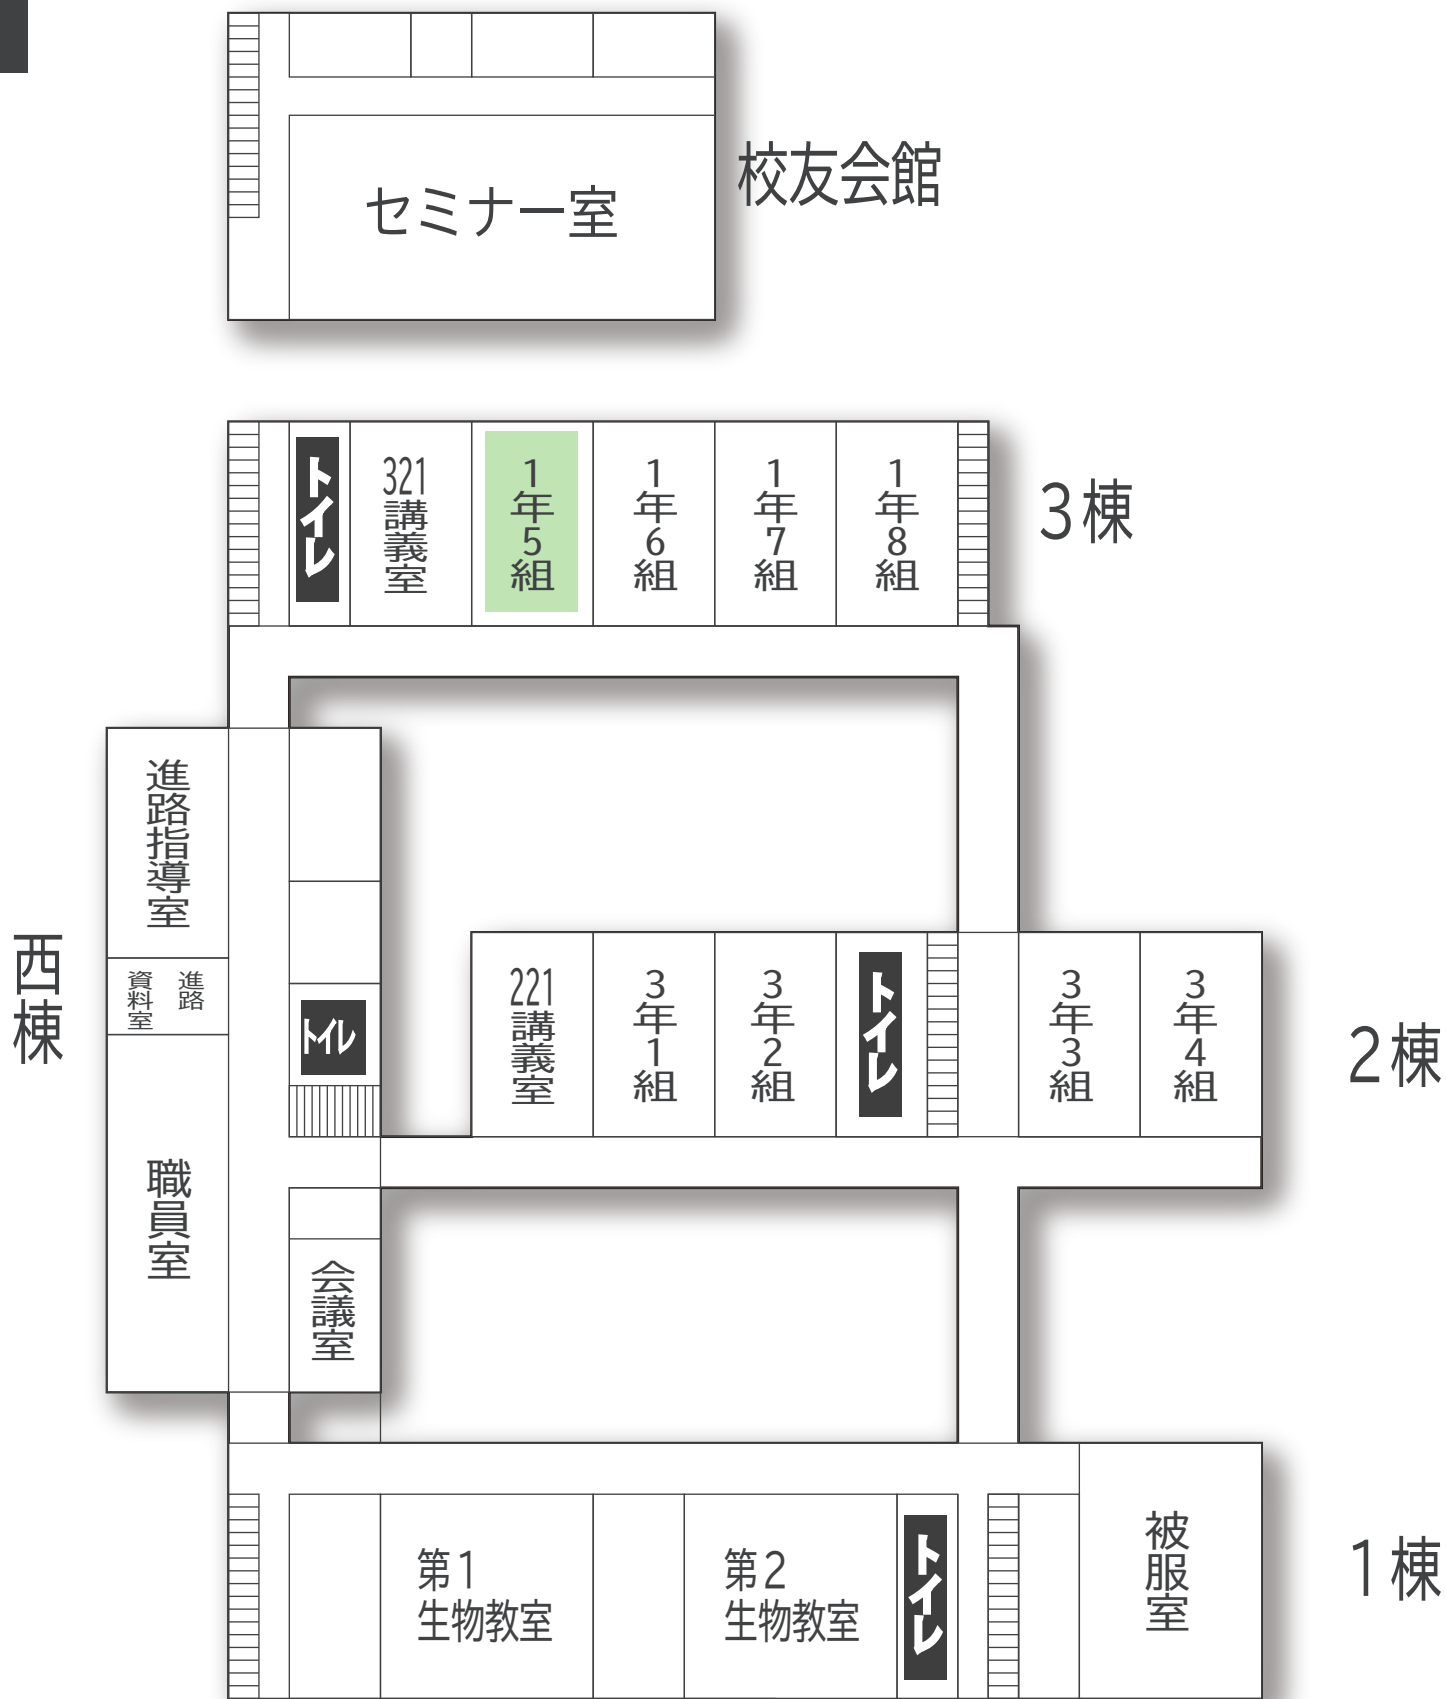 セミナー室
校友会館
トイレ
321講義室
1年5組
1年6組
1年7組
1年8組
3棟
進路指導室
進路
資料室
職員室
西棟
トイレ
会議室
221講義室
3年1組
3年2組
トイレ
3年3組
3年4組
2棟
第1
生物教室
第2
生物教室
トイレ
被服室
1棟